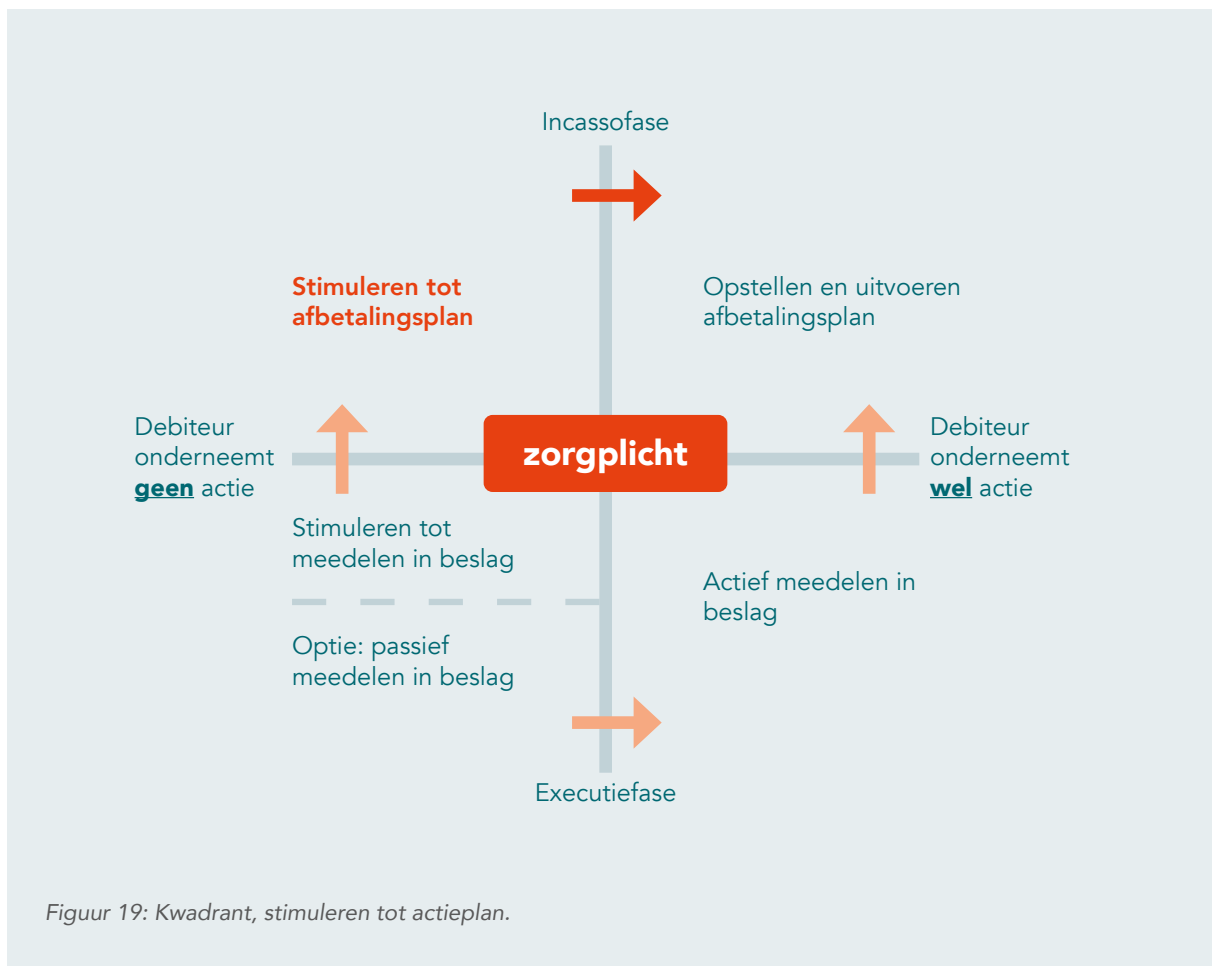 Incassofase
Stimuleren tot
afbetalingsplan
Opstellen en uitvoeren
afbetalingsplan
Debiteur
onderneemt
geen actie
zorgplicht
Debiteur
onderneemt
wel actie
Stimuleren tot
meedelen in beslag
Actief meedelen in
beslag
Optie: passief
meedelen in beslag
Executiefase
Figuur 19: Kwadrant, stimuleren tot actieplan.